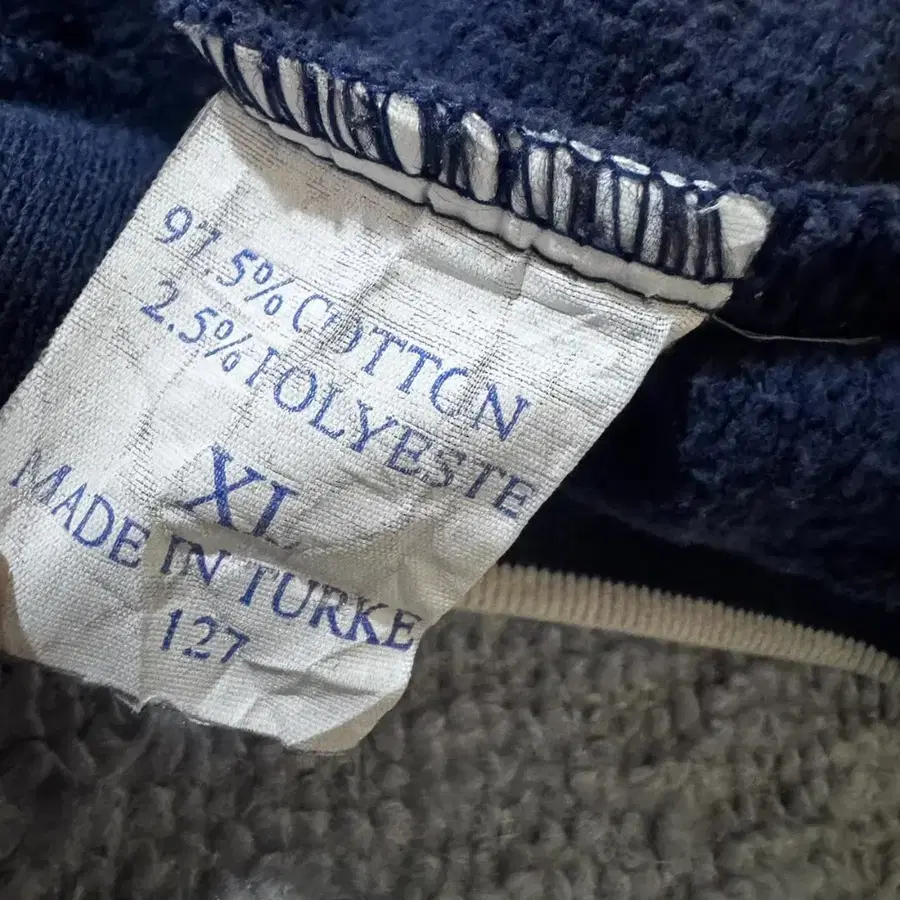 97.5% COTTON
2.5% POLYESTE
XL
MADE IN TURKE
127